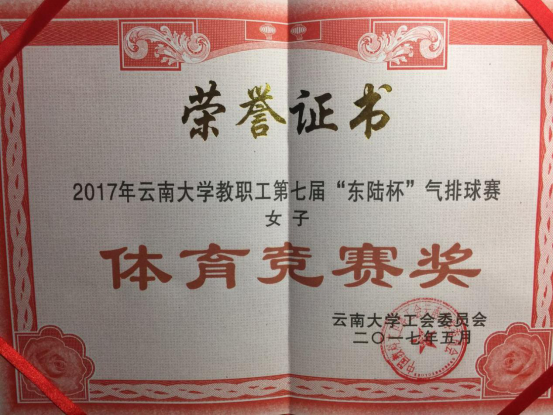 荣誉证书
2017年云南大学教职工第七届“东陆杯”气排球赛
女子
体育竞赛奖
云南大学工会委员会
二〇一七年五月